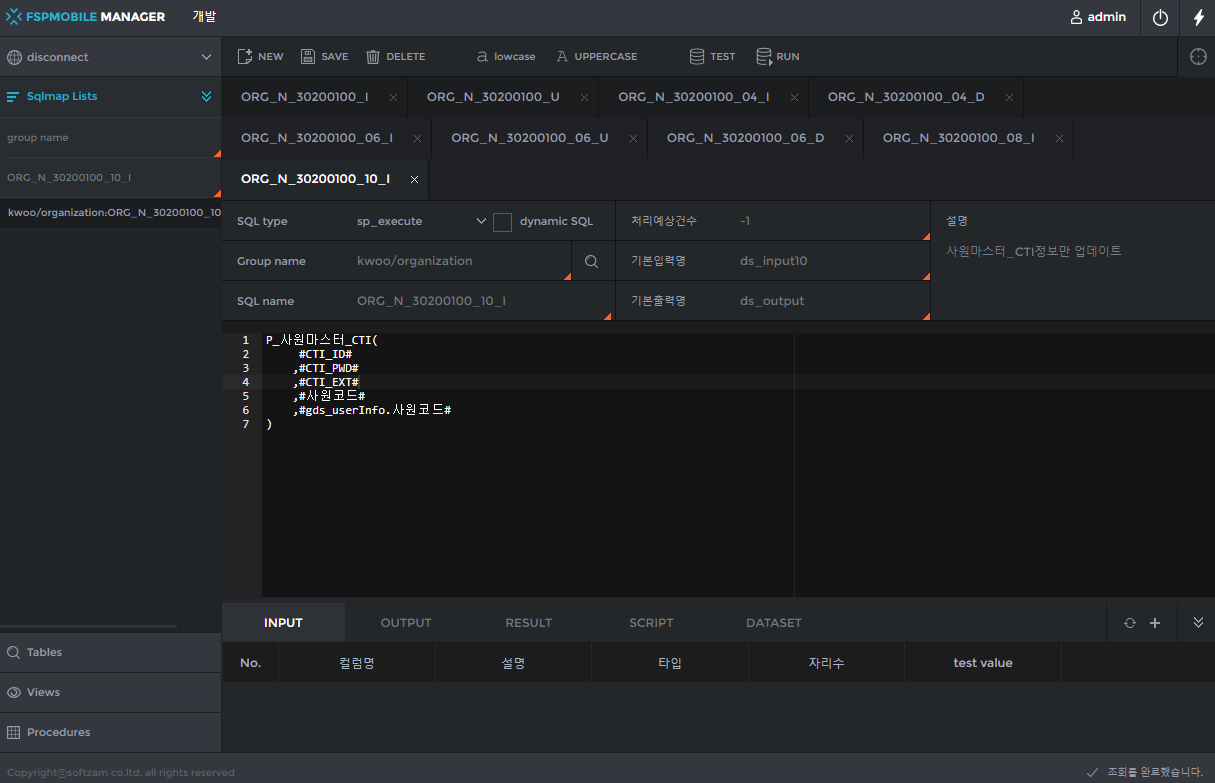 FSPMOBILE MANAGER 개발 admin
disconnect NEW SAVE DELETE a lowcase A UPPERCASE TEST RUN
Sqlmap Lists ORG_N_30200100_I ORG_N_30200100_U ORG_N_30200100_04_I ORG_N_30200100_04_D
group name ORG_N_30200100_06_I ORG_N_30200100_06_U ORG_N_30200100_06_D ORG_N_30200100_08_I
ORG_N_30200100_10_I ORG_N_30200100_10_I
kwoo/organization:ORG_N_30200100_10
SQL type sp_execute dynamic SQL 처리예상건수 -1 설명
사원마스터_CTI정보만 업데이트
Group name kwoo/organization 기본입력명 ds_input10
SQL name ORG_N_30200100_10_I 기본출력명 ds_output
1 P_사원마스터_CTI(
2 #CTI_ID#
3 ,#CTI_PWD#
4 ,#CTI_EXT#
5 ,#사원코드#
6 ,#gds_userInfo.사원코드#
7 )
INPUT OUTPUT RESULT SCRIPT DATASET
No. 컬럼명 설명 타입 자리수 test value
Tables
Views
Procedures
Copyrightⓒsoftzam co.ltd. all rights reserved 조회를 완료했습니다.